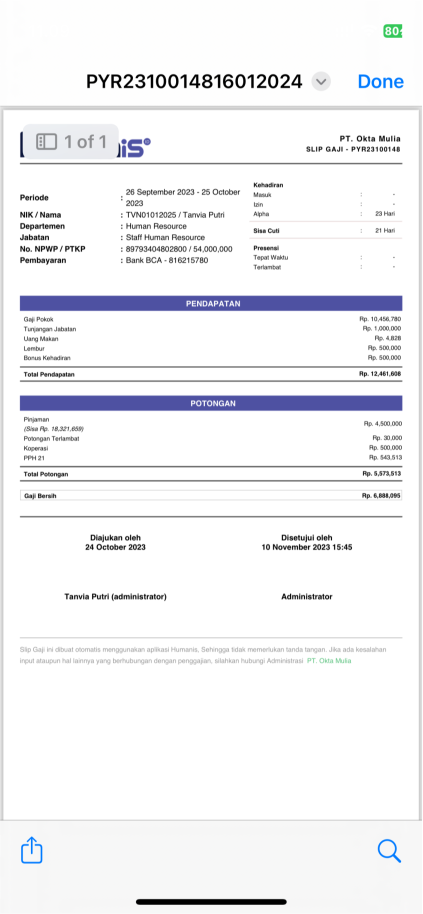 80
PYR2310014816012024
Done
1 of 1
is®
PT. Okta Mulia
SLIP GAJI - PYR23100148
Periode : 26 September 2023 - 25 October 2023
NIK / Nama : TVN01012025 / Tanvia Putri
Departemen : Human Resource
Jabatan : Staff Human Resource
No. NPWP / PTKP : 89793404802800 / 54,000,000
Pembayaran : Bank BCA - 816215780
Kehadiran
Masuk : -
Izin : -
Alpha : 23 Hari
Sisa Cuti : 21 Hari
Presensi
Tepat Waktu : -
Terlambat : -
PENDAPATAN
Gaji Pokok Rp. 10,456,780
Tunjangan Jabatan Rp. 1,000,000
Uang Makan Rp. 4,828
Lembur Rp. 500,000
Bonus Kehadiran Rp. 500,000
Total Pendapatan Rp. 12,461,608
POTONGAN
Pinjaman
(Sisa Rp. 18,321,659) Rp. 4,500,000
Potongan Terlambat Rp. 30,000
Koperasi Rp. 500,000
PPH 21 Rp. 543,513
Total Potongan Rp. 5,573,513
Gaji Bersih Rp. 6,888,095
Diajukan oleh
24 October 2023
Disetujui oleh
10 November 2023 15:45
Tanvia Putri (administrator)
Administrator
Slip Gaji ini dibuat otomatis menggunakan aplikasi Humanis, Sehingga tidak memerlukan tanda tangan. Jika ada kesalahan
input ataupun hal lainnya yang berhubungan dengan penggajian, silahkan hubungi Administrasi PT. Okta Mulia